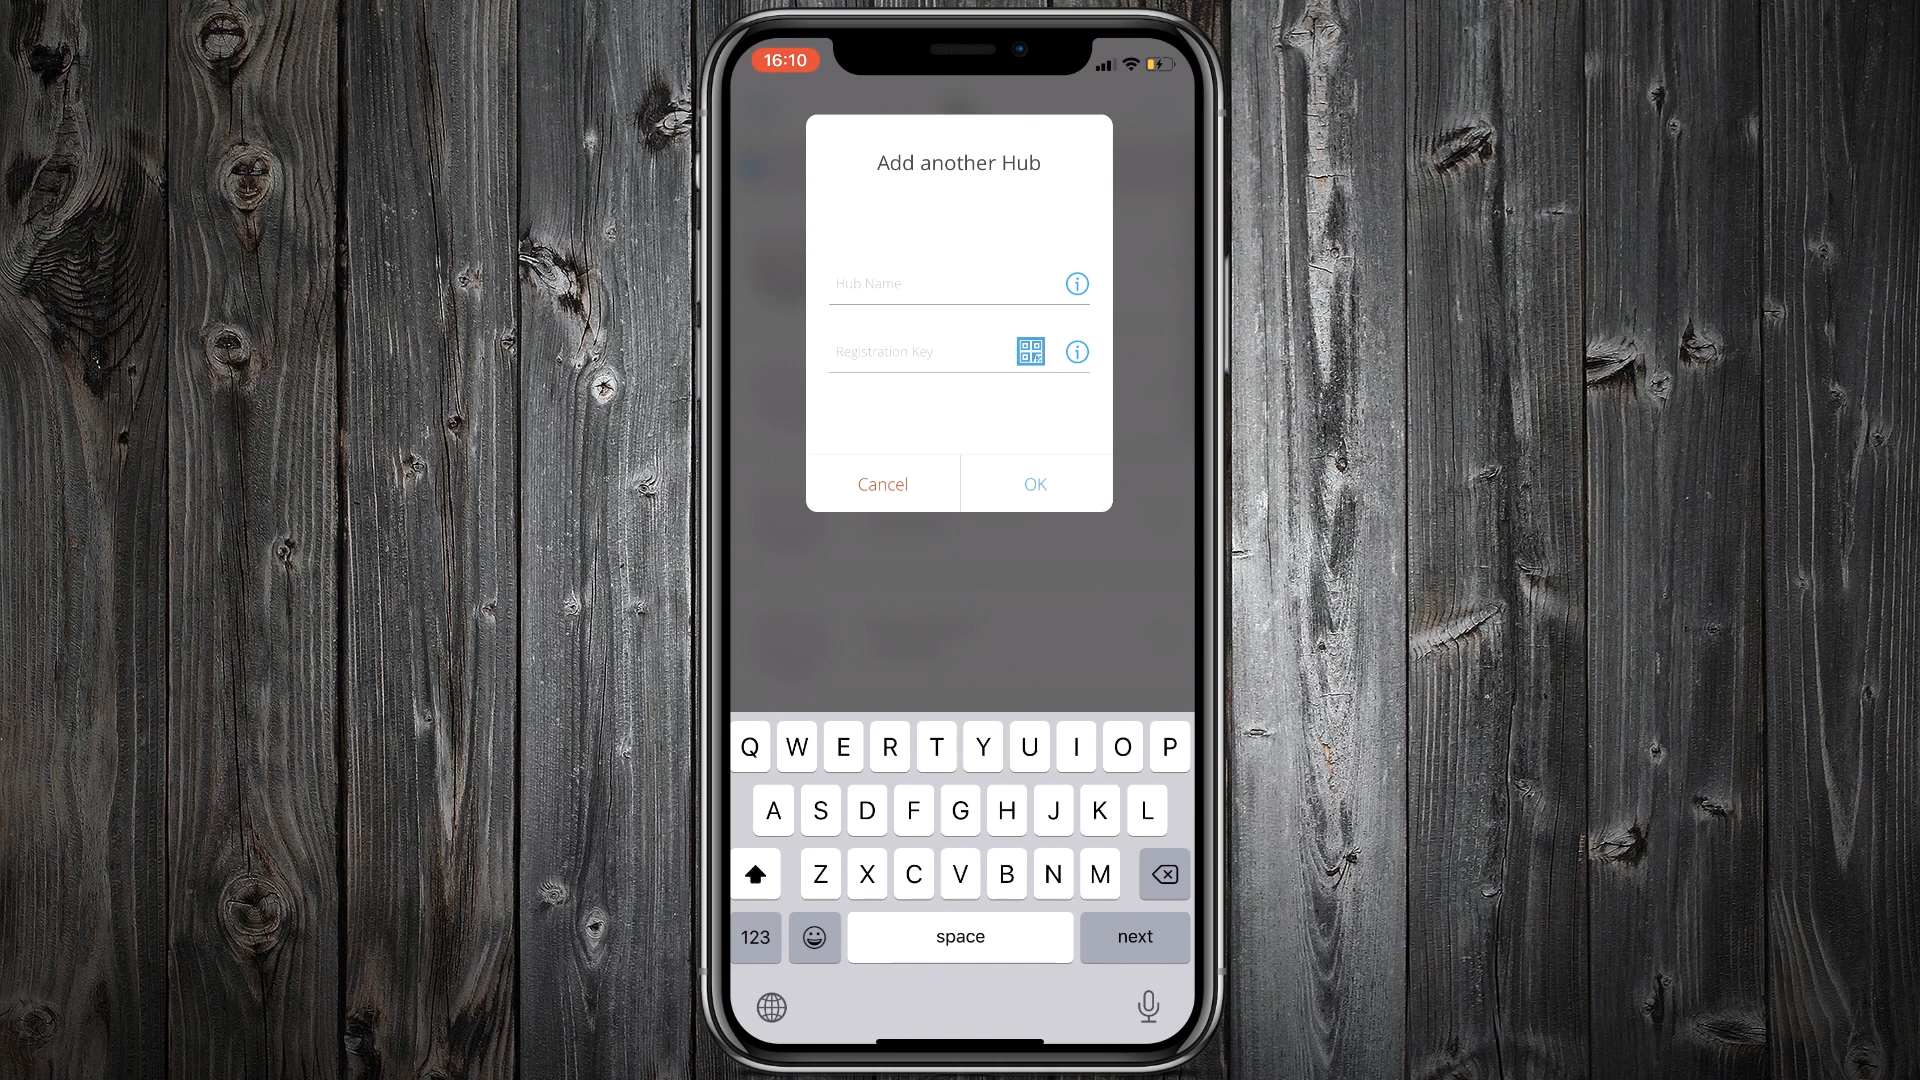 16:10
Add another Hub
Hub Name
Registration Key
Cancel OK
Q W E R T Y U I O P
A S D F G H J K L
Z X C V B N M
123 space next